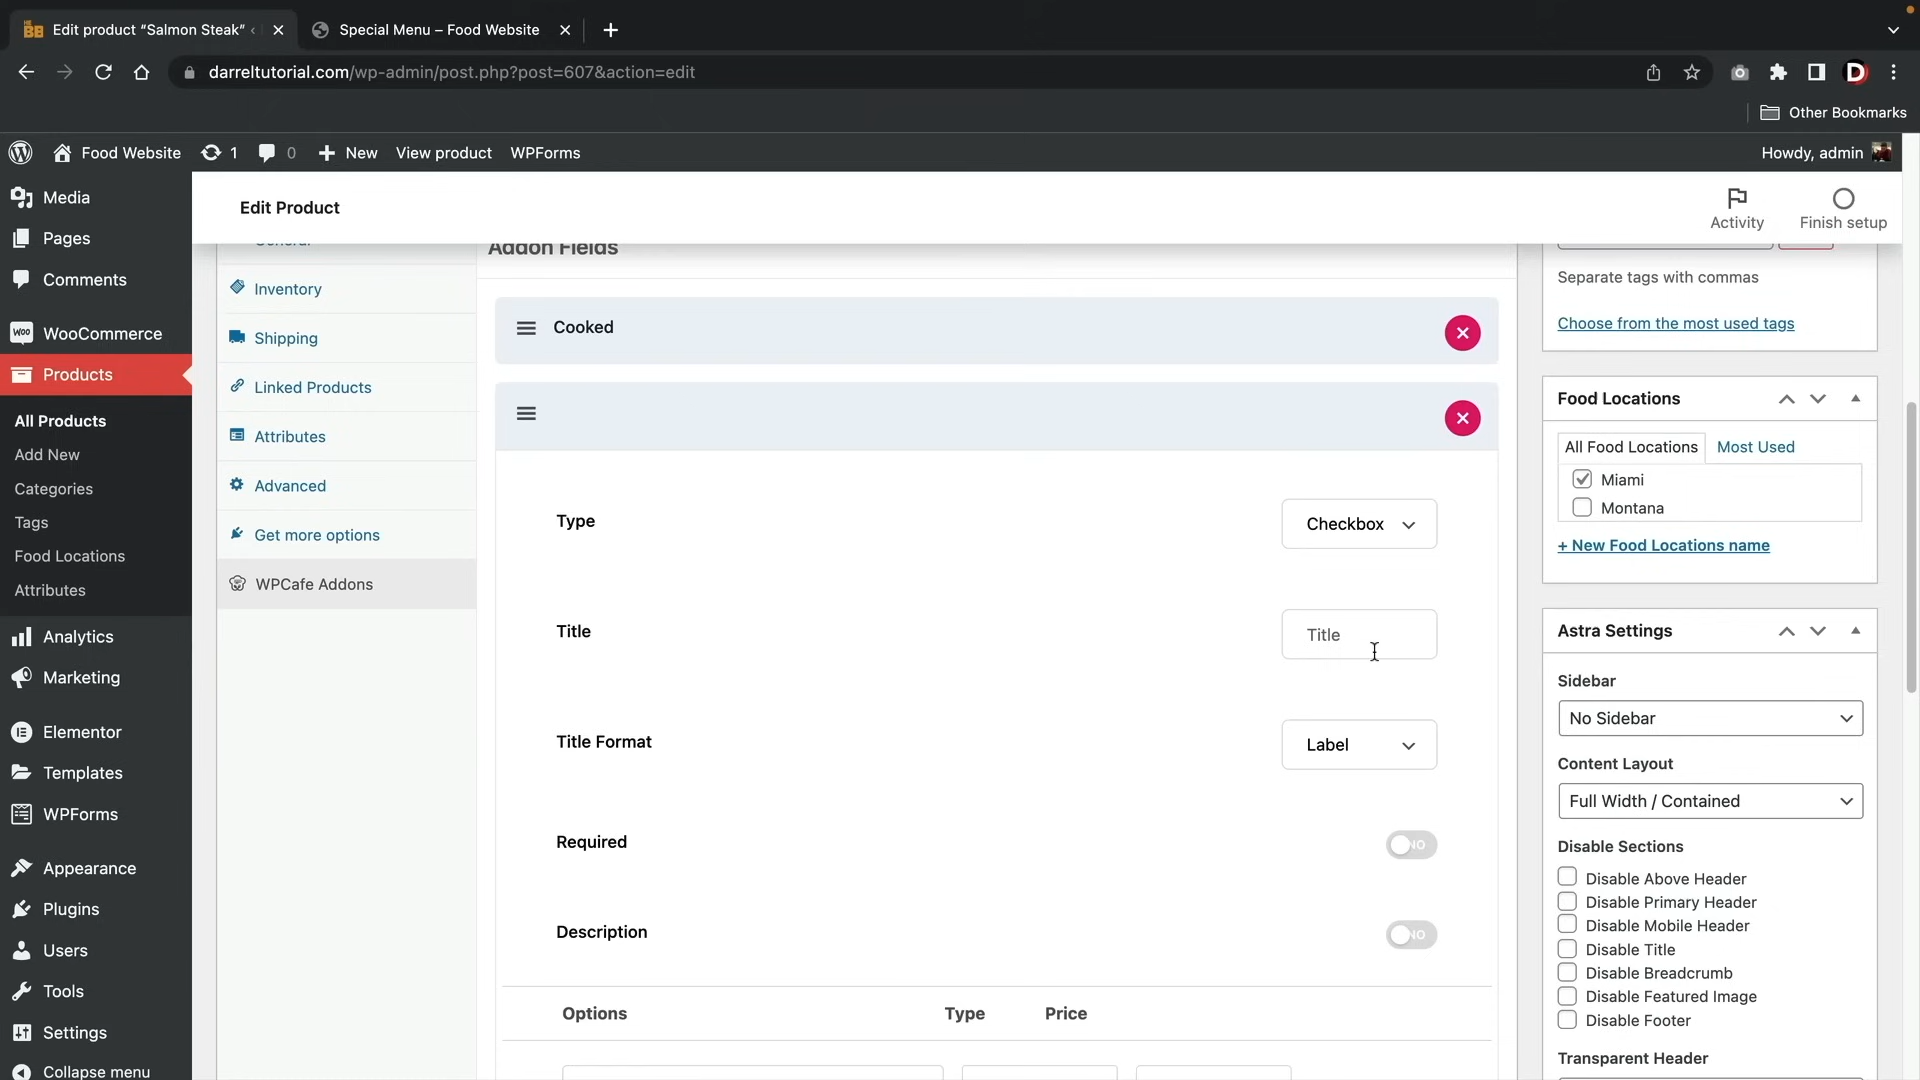 Edit product “Salmon Steak” ‹
Special Menu – Food Website
darreltutorial.com/wp-admin/post.php?post=607&action=edit
Other Bookmarks
Food Website
1
0
New
View product
WPForms
Howdy, admin
Media
Pages
Comments
WooCommerce
Products
All Products
Add New
Categories
Tags
Food Locations
Attributes
Analytics
Marketing
Elementor
Templates
WPForms
Appearance
Plugins
Users
Tools
Settings
Collapse menu
Edit Product
Activity
Finish setup
General
Inventory
Shipping
Linked Products
Attributes
Advanced
Get more options
WPCafe Addons
Addon Fields
Cooked
Type
Checkbox
Title
Title
Title Format
Label
Required
NO
Description
NO
Options
Type
Price
Separate tags with commas
Choose from the most used tags
Food Locations
All Food Locations
Most Used
Miami
Montana
+ New Food Locations name
Astra Settings
Sidebar
No Sidebar
Content Layout
Full Width / Contained
Disable Sections
Disable Above Header
Disable Primary Header
Disable Mobile Header
Disable Title
Disable Breadcrumb
Disable Featured Image
Disable Footer
Transparent Header